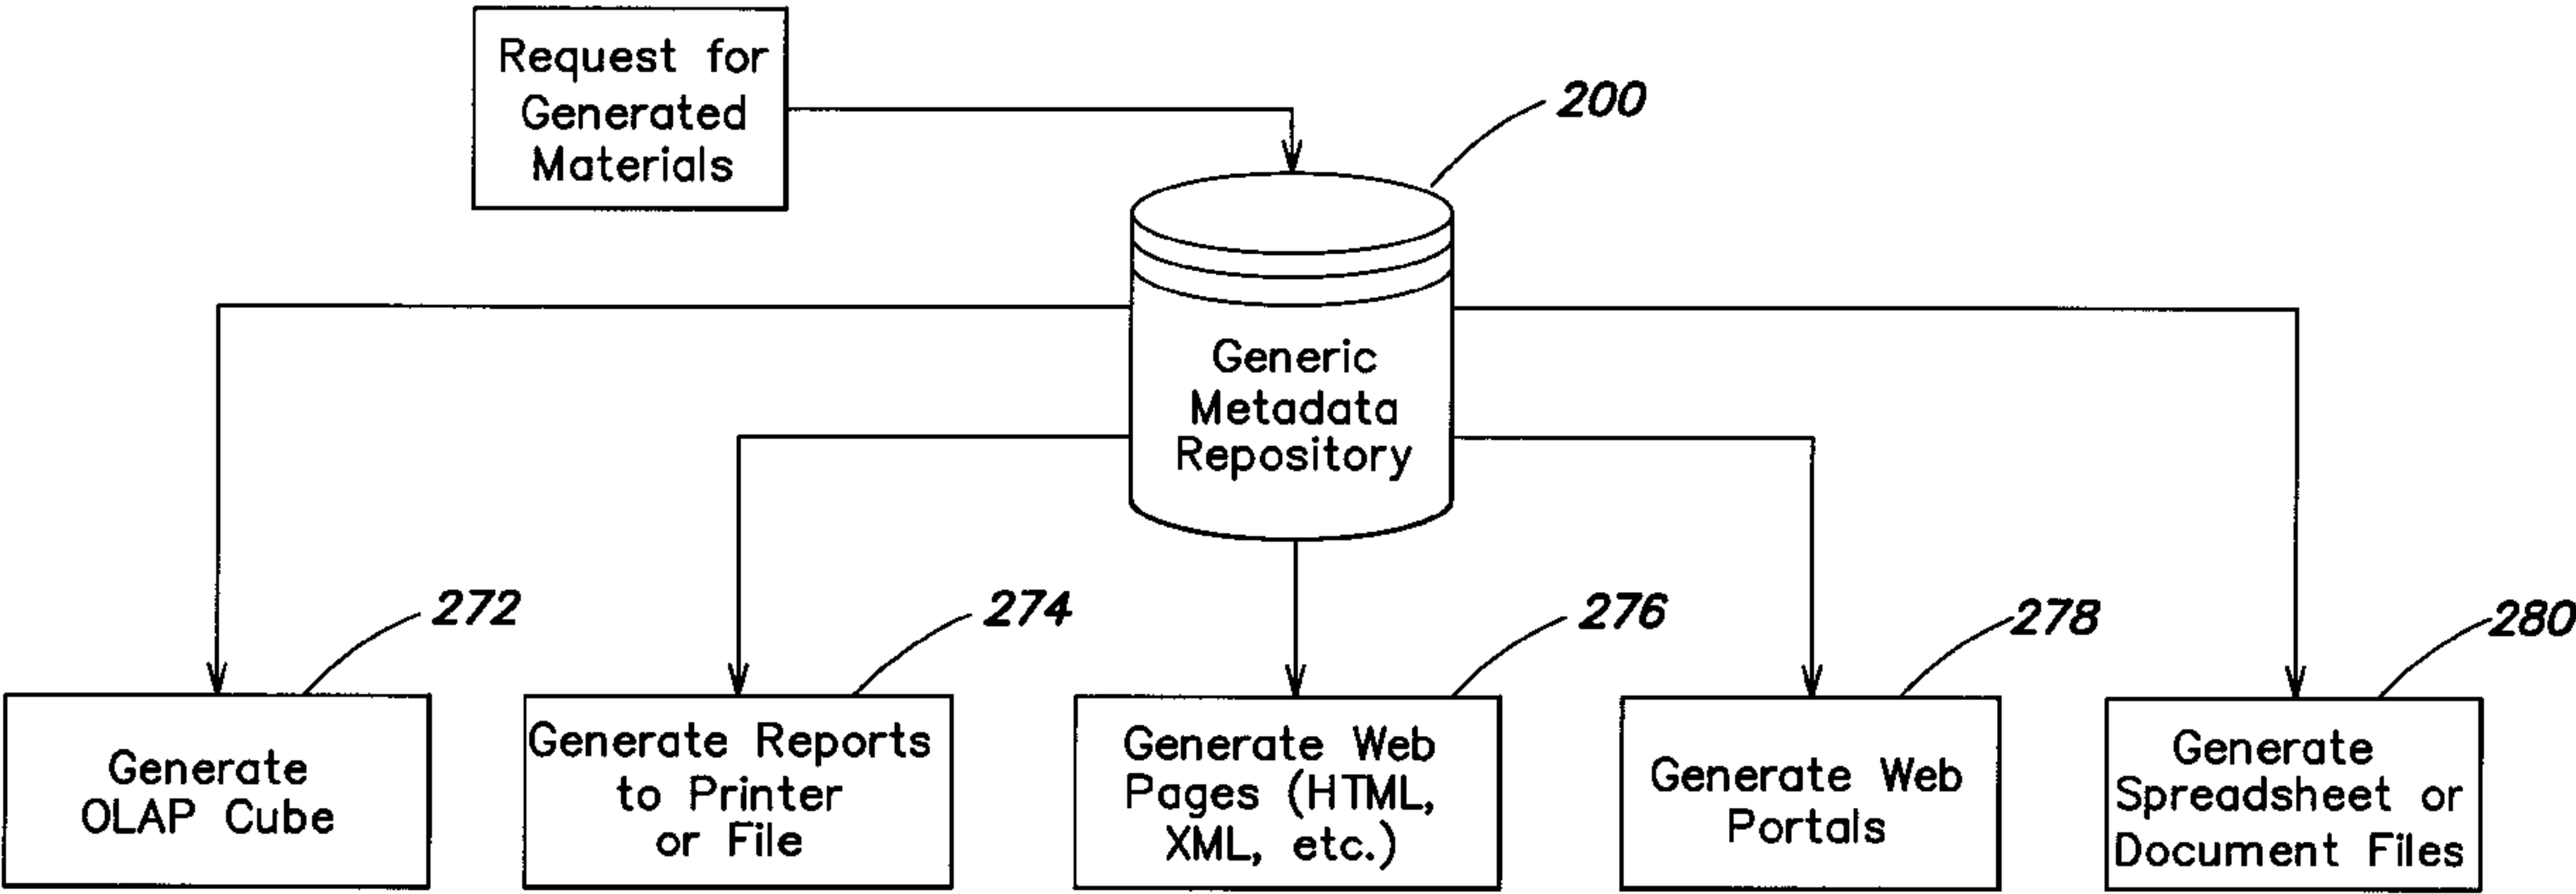 Request for
Generated
Materials
200
Generic
Metadata
Repository
272
274
276
278
280
Generate
OLAP Cube
Generate Reports
to Printer
or File
Generate Web
Pages (HTML,
XML, etc.)
Generate Web
Portals
Generate
Spreadsheet or
Document Files